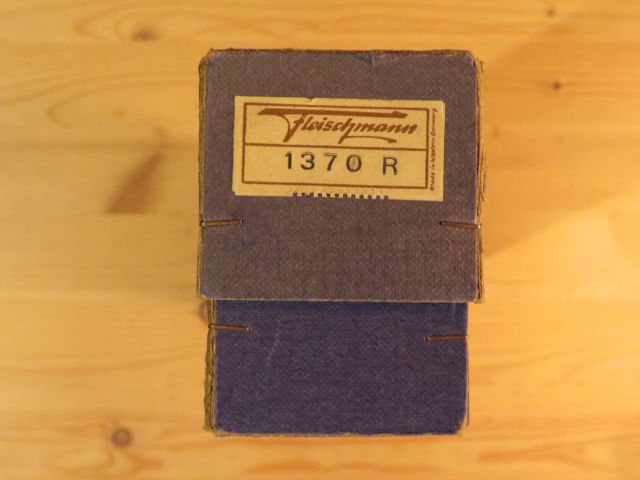 Fleischmann
1370 R
Made in Western Germany